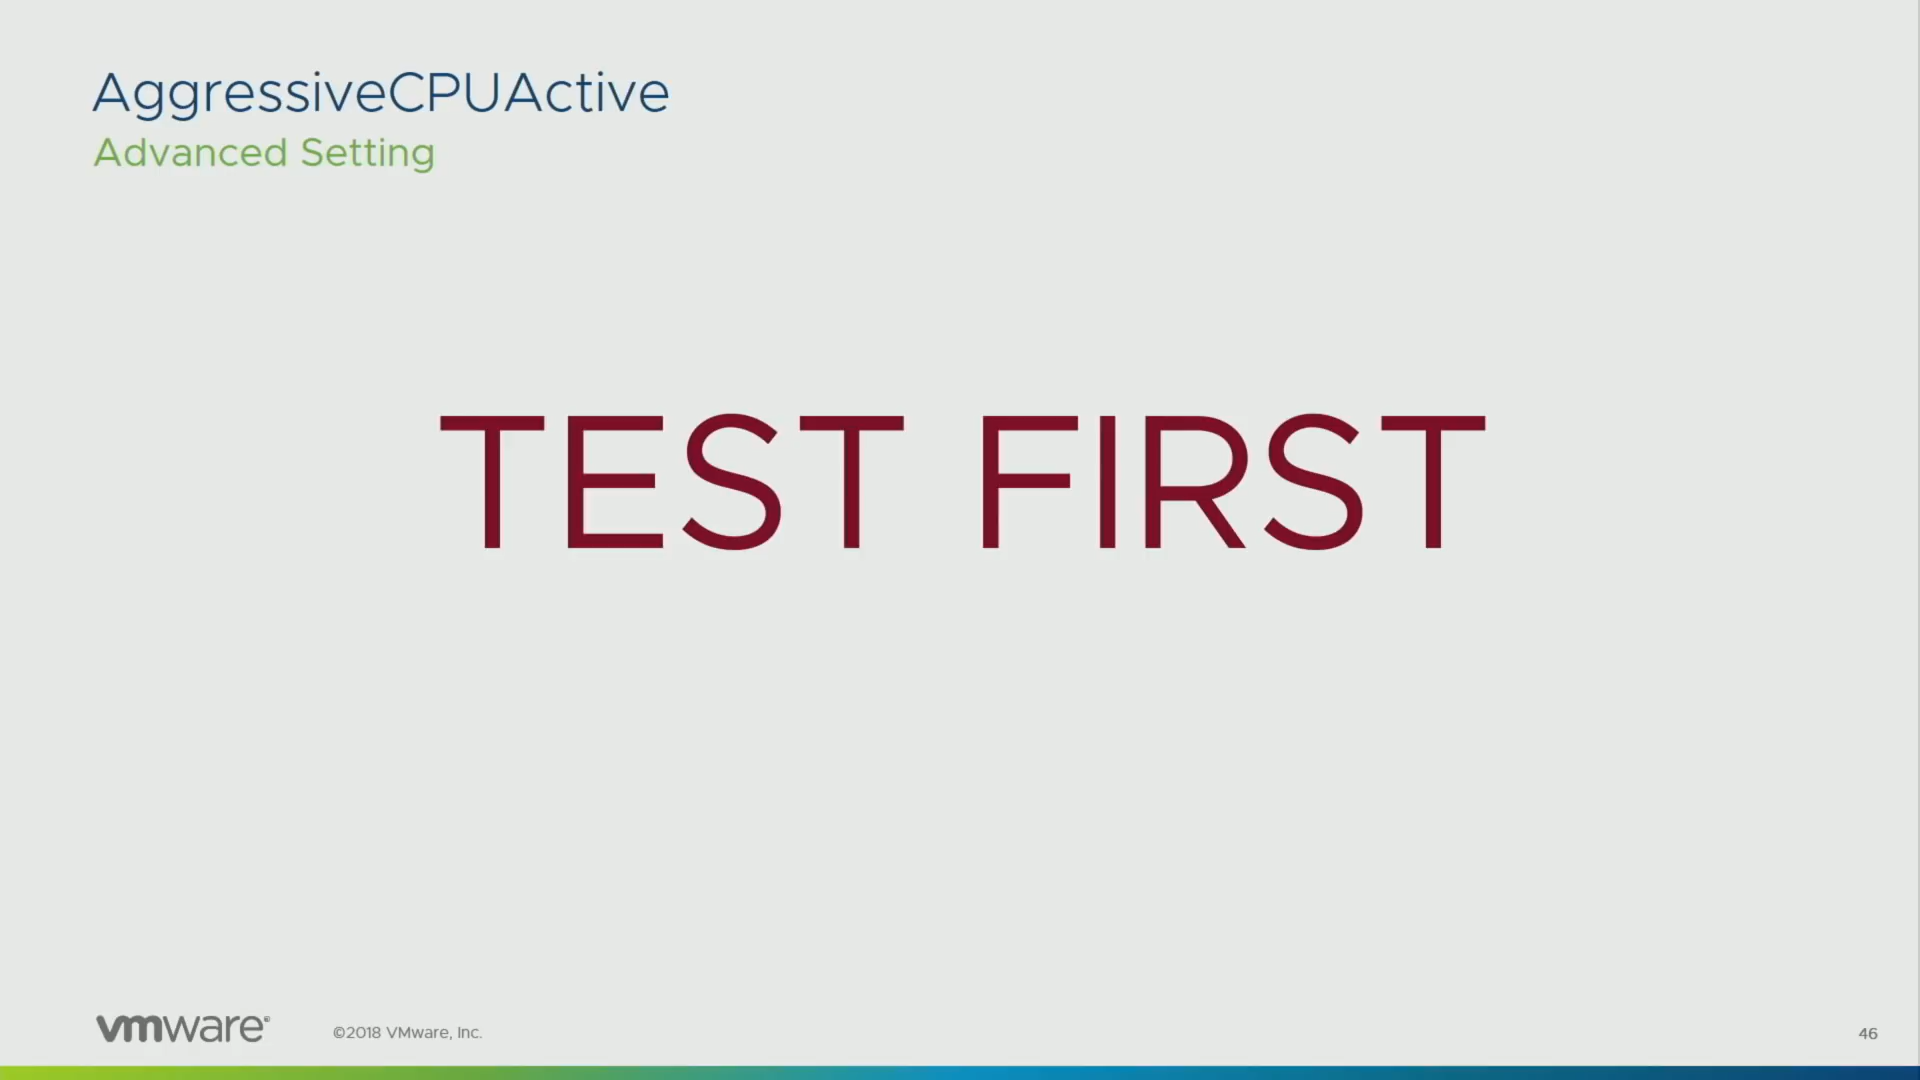 AggressiveCPUActive
Advanced Setting
TEST FIRST
vmware®
©2018 VMware, Inc.
46